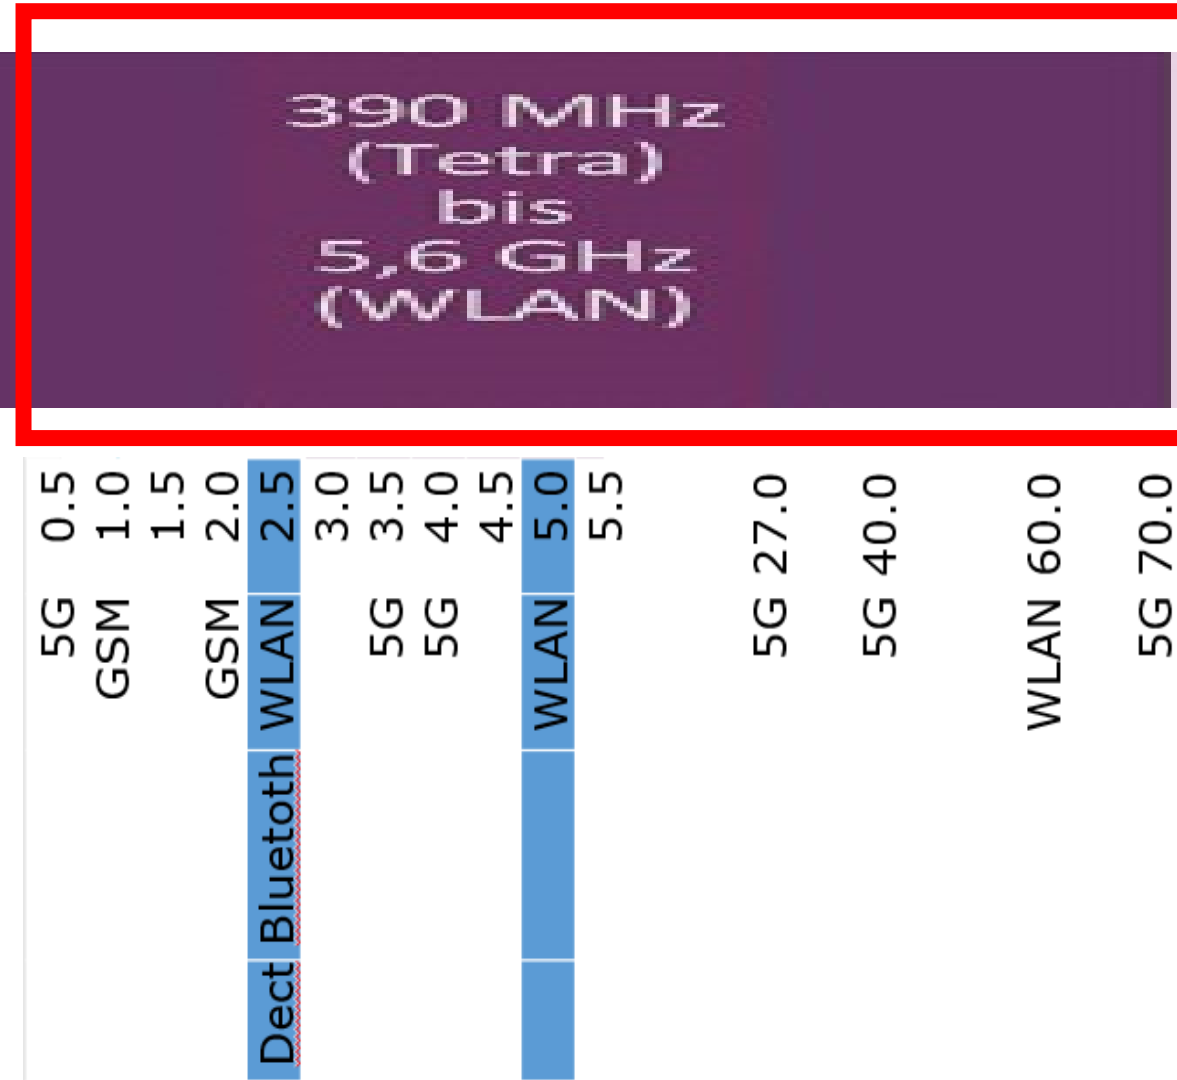 390 MHz
(Tetra)
bis
5,6 GHz
(WLAN)
5G 0.5
GSM 1.0
1.5
GSM 2.0
Dect Bluetoth WLAN 2.5
3.0
5G 3.5
5G 4.0
4.5
WLAN 5.0
5.5
5G 27.0
5G 40.0
WLAN 60.0
5G 70.0